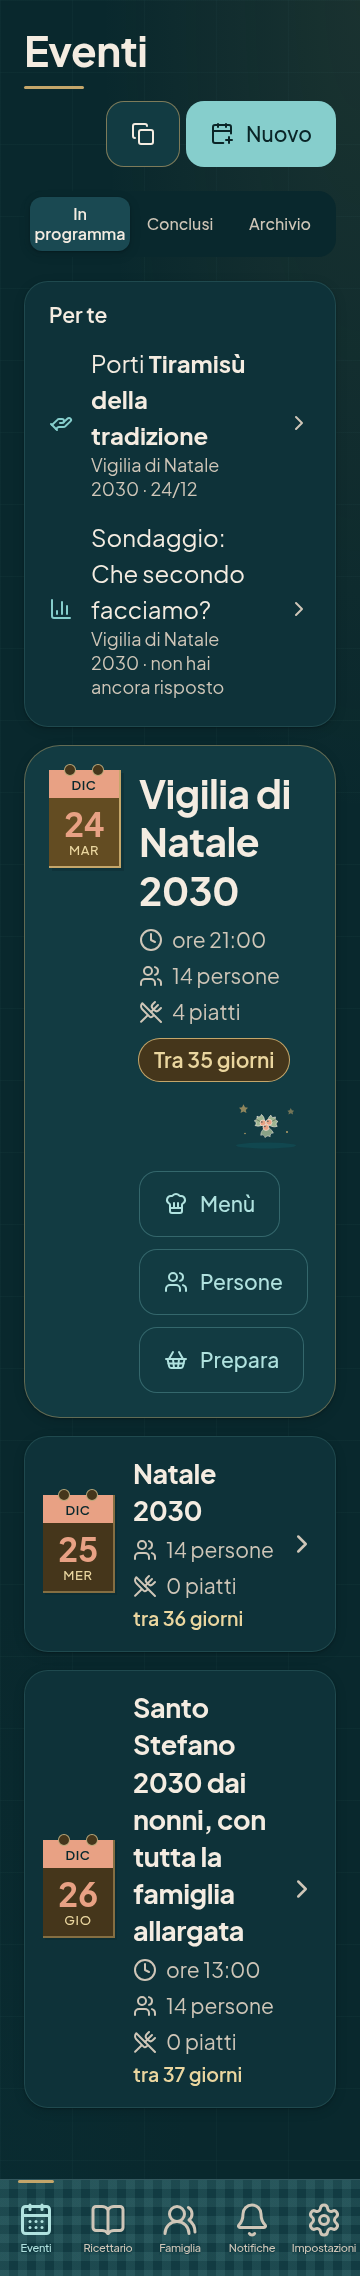 Eventi
Nuovo
In
programma
Conclusi
Archivio
Per te
Porti Tiramisù
della
tradizione
Vigilia di Natale
2030 · 24/12
Sondaggio:
Che secondo
facciamo?
Vigilia di Natale
2030 · non hai
ancora risposto
DIC
24
MAR
Vigilia di
Natale
2030
ore 21:00
14 persone
4 piatti
Tra 35 giorni
Menù
Persone
Prepara
DIC
25
MER
Natale
2030
14 persone
0 piatti
tra 36 giorni
DIC
26
GIO
Santo
Stefano
2030 dai
nonni, con
tutta la
famiglia
allargata
ore 13:00
14 persone
0 piatti
tra 37 giorni
Eventi
Ricettario
Famiglia
Notifiche
Impostazioni